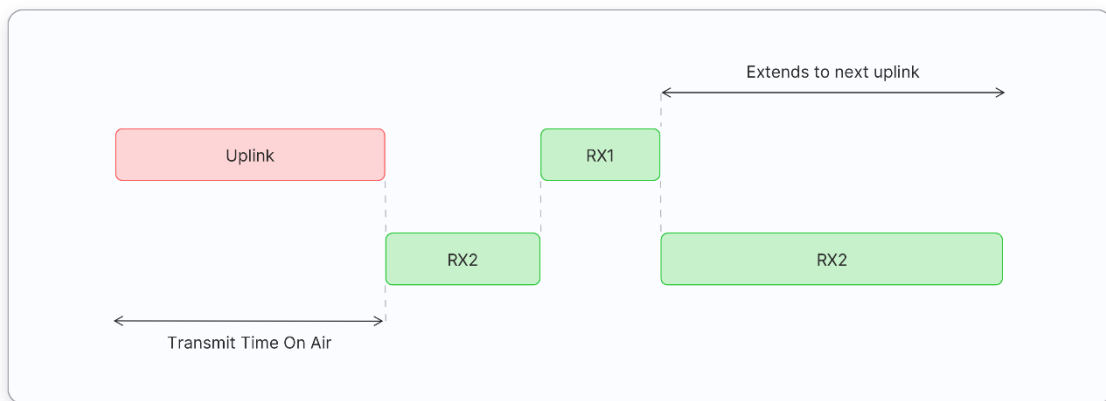 Extends to next uplink
Uplink
RX1
RX2
RX2
Transmit Time On Air